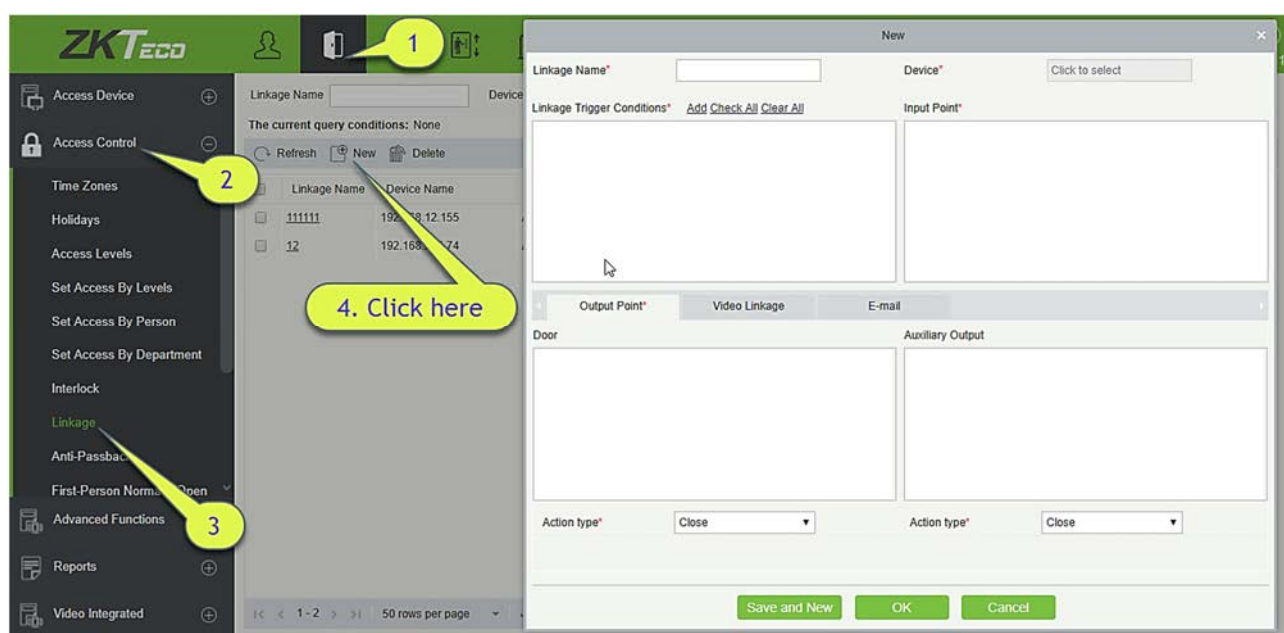 ZKTECO
1
New
Access Device
Linkage Name
Device
Linkage Name*
Device*
Click to select
Linkage Trigger Conditions*
Add Check All Clear All
Input Point*
The current query conditions: None
Access Control
Refresh New Delete
2
Time Zones
Linkage Name Device Name
Holidays
111111
Access Levels
12
Set Access By Levels
4. Click here
Output Point*
Video Linkage
E-mail
Set Access By Person
Door
Auxiliary Output
Set Access By Department
Interlock
Linkage
Anti-Passback
First-Person Normally Open
3
Advanced Functions
Action type*
Close
Action type*
Close
Reports
Video Integrated
1-2
50 rows per page
Save and New
OK
Cancel